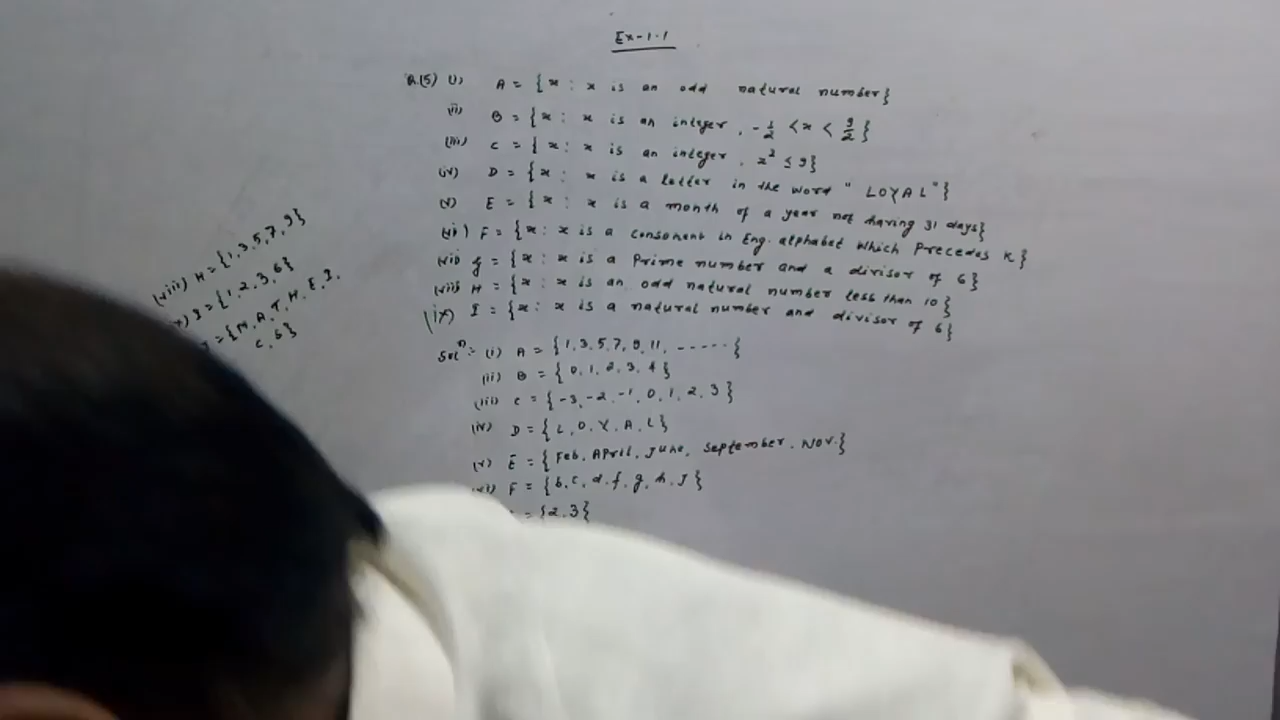 Ex-1.1
Q.(5) (i) A = {x : x is an odd natural number}
(ii) B = {x : x is an integer, -1/2 < x < 9/2}
(iii) C = {x : x is an integer, x² ≤ 9}
(iv) D = {x : x is a letter in the word "LOYAL"}
(v) E = {x : x is a month of a year not having 31 days}
(vi) F = {x : x is a consonent in Eng. alphabet which Precedes K}
(vii) g = {x : x is a Prime number and a divisor of 6}
(viii) H = {x : x is an odd natural number less than 10}
(ix) I = {x : x is a natural number and divisor of 6}
Solⁿ:- (i) A = {1,3,5,7,9,11, -----}
(ii) B = {0,1,2,3,4}
(iii) C = {-3,-2,-1,0,1,2,3}
(iv) D = {L,O,Y,A,L}
(v) E = {Feb, April, June, September, Nov.}
(vi) F = {b,c,d,f,g,h,J}
= {2,3}
(viii) H = {1,3,5,7,9}
I = {1,2,3,6}
= {M,A,T,H,E,I,
C,S}